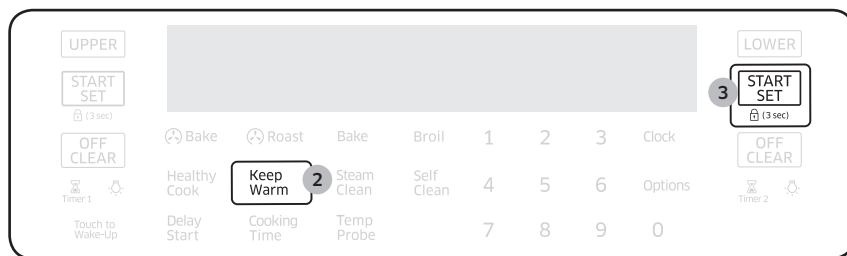 UPPER
START
SET
(3 sec)
OFF
CLEAR
Timer 1
Touch to
Wake-Up
Bake
Roast
Bake
Broil
1
2
3
Clock
Healthy
Cook
Keep
Warm
2
Steam
Clean
Self
Clean
4
5
6
Options
Delay
Start
Cooking
Time
Temp
Probe
7
8
9
0
LOWER
3
START
SET
(3 sec)
OFF
CLEAR
Timer 2